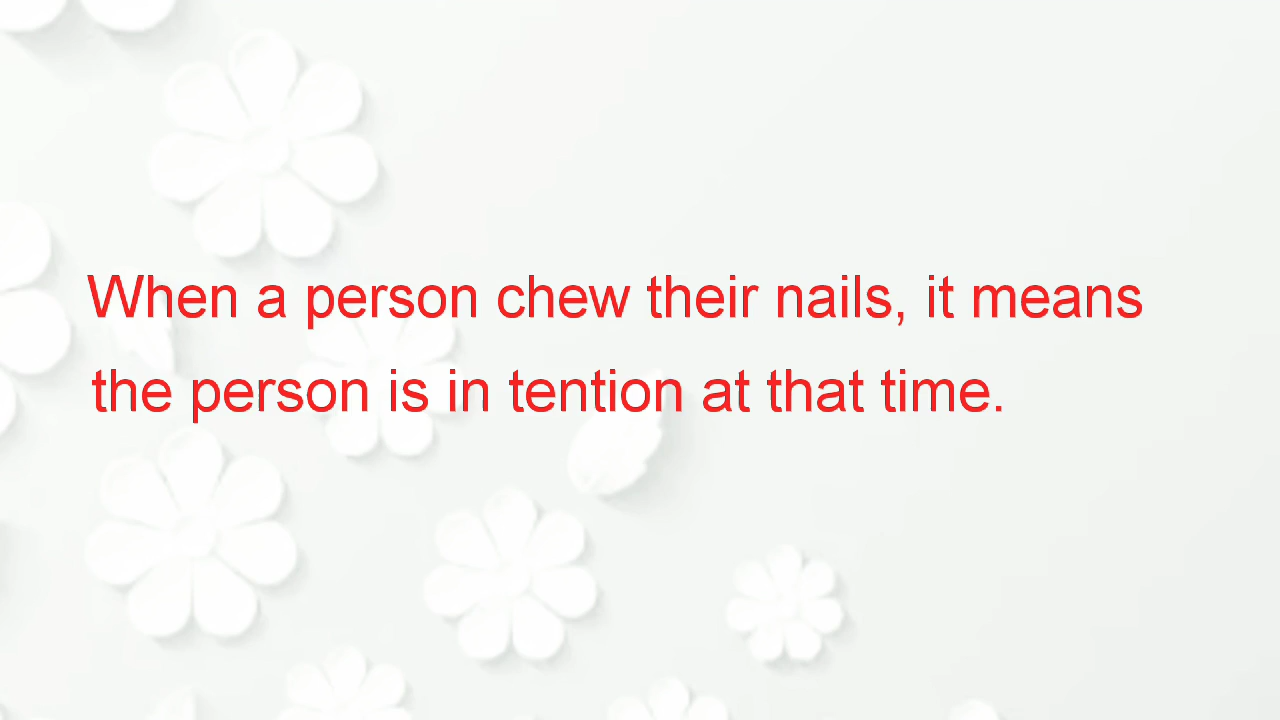 When a person chew their nails, it means
the person is in tention at that time.